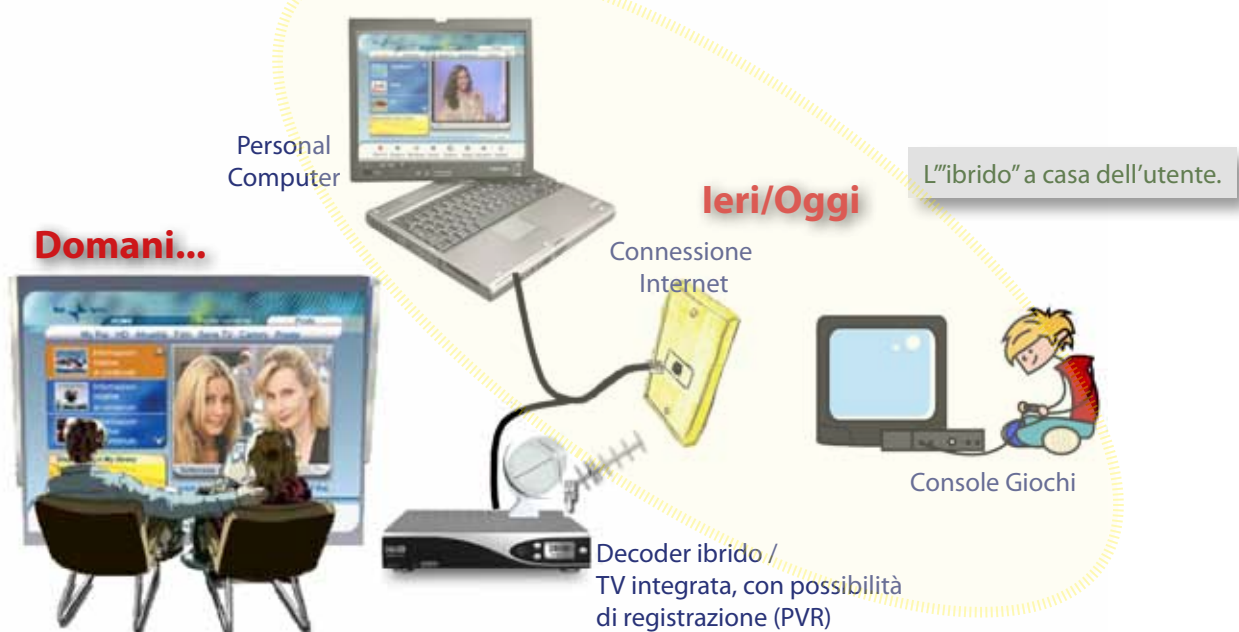 Personal
Computer
Ieri/Oggi
L'"ibrido" a casa dell'utente.
Domani...
Connessione
Internet
Console Giochi
Decoder ibrido /
TV integrata, con possibilità
di registrazione (PVR)